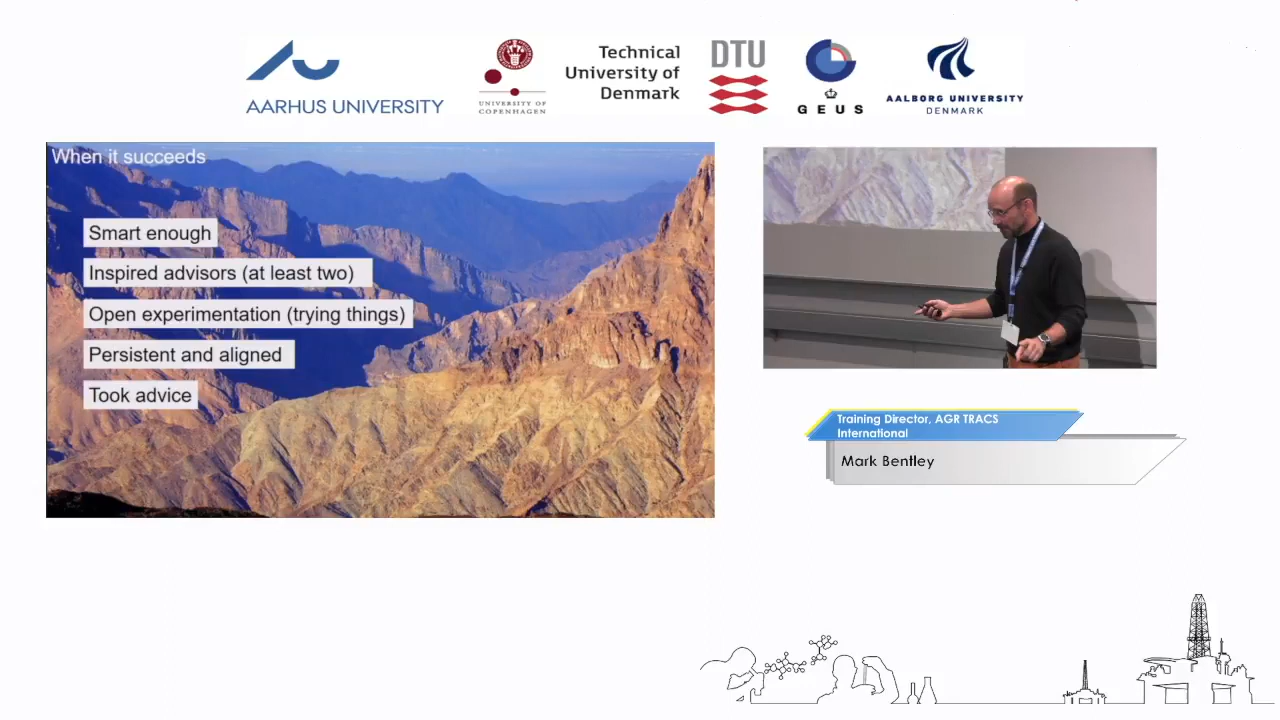 AARHUS UNIVERSITY
UNIVERSITY OF
COPENHAGEN
Technical
University of
Denmark
DTU
GEUS
AALBORG UNIVERSITY
DENMARK
When it succeeds
Smart enough
Inspired advisors (at least two)
Open experimentation (trying things)
Persistent and aligned
Took advice
Training Director, AGR TRACS
International
Mark Bentley